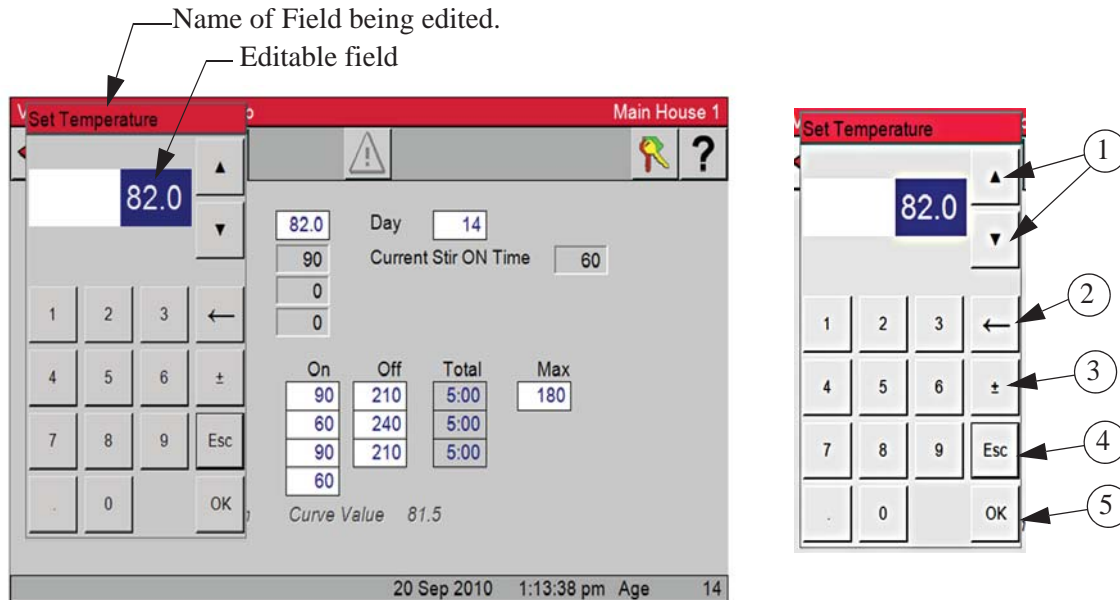 Name of Field being edited.
Editable field
Set Temperature
Main House 1
?
82.0
▲
▼
1 2 3 ←
4 5 6 ±
7 8 9 Esc
. 0 OK
82.0 Day 14
90 Current Stir ON Time 60
0
0
On Off Total Max
90 210 5:00 180
60 240 5:00
90 210 5:00
60
Curve Value 81.5
20 Sep 2010 1:13:38 pm Age 14
Set Temperature
82.0
▲
▼
1 2 3 ←
4 5 6 ±
7 8 9 Esc
. 0 OK
1
2
3
4
5